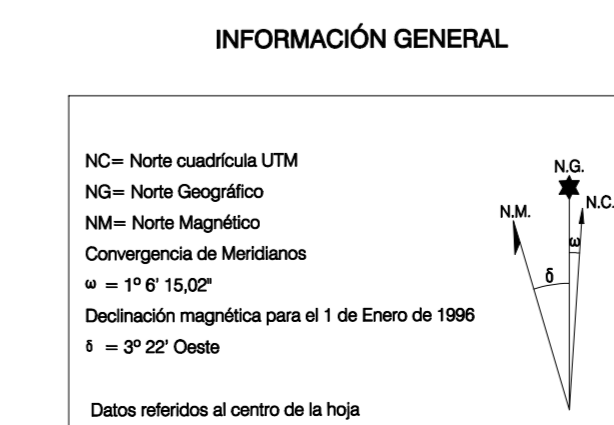 INFORMACIÓN GENERAL
NC= Norte cuadrícula UTM
NG= Norte Geográfico
NM= Norte Magnético
Convergencia de Meridianos
ω = 1º 6' 15,02"
Declinación magnética para el 1 de Enero de 1996
δ = 3º 22' Oeste
Datos referidos al centro de la hoja
N.G.
N.M.
N.C.
ω
δ